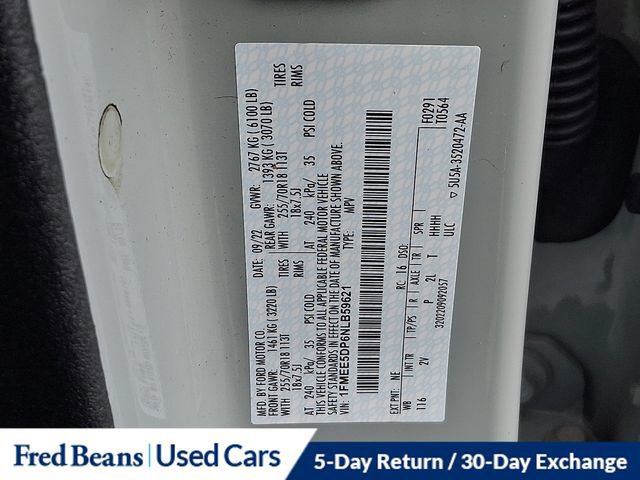 MFD. BY FORD MOTOR CO.
DATE: 09/22 GVWR: 2767 KG (6100 LB)
FRONT GAWR: 1461 KG (3220 LB) REAR GAWR: 1393 KG (3070 LB)
WITH 255/70R18 113T TIRES WITH 255/70R18 113T TIRES
18x7.5J RIMS 18x7.5J RIMS
AT 240 kPa/ 35 PSI COLD AT 240 kPa/ 35 PSI COLD
THIS VEHICLE CONFORMS TO ALL APPLICABLE FEDERAL MOTOR VEHICLE
SAFETY STANDARDS IN EFFECT ON THE DATE OF MANUFACTURE SHOWN ABOVE.
VIN: 1FMEE5DP6NLB59621 TYPE: MPV
F0291
T0564
EXT PNT: NE RC: 16 DSO:
WB INT TR TP/PS R AXLE TR SPR
116 2V P 2L T HHHH
ULC
3202209092057
▽ 5U5A-3520472-AA
Fred Beans Used Cars
5-Day Return / 30-Day Exchange